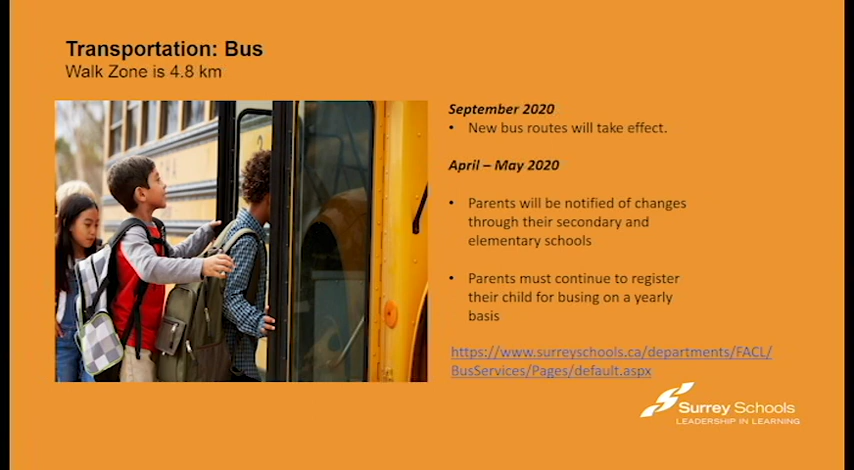 Transportation: Bus
Walk Zone is 4.8 km
September 2020
• New bus routes will take effect.
April – May 2020
• Parents will be notified of changes
through their secondary and
elementary schools
• Parents must continue to register
their child for busing on a yearly
basis
https://www.surreyschools.ca/departments/FACL/
BusServices/Pages/default.aspx
Surrey Schools
LEADERSHIP IN LEARNING